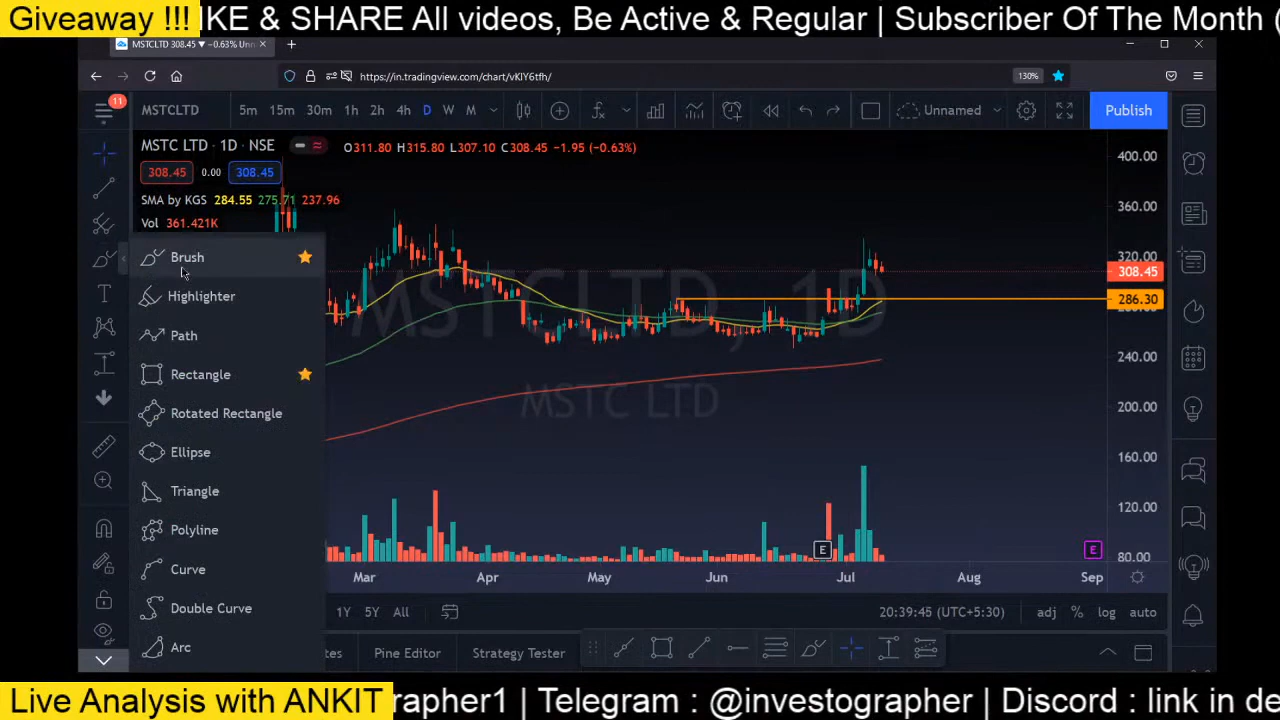 Giveaway !!! IKE & SHARE All videos, Be Active & Regular | Subscriber Of The Month (
MSTCLTD 308.45 ▼ −0.63% Unn
https://in.tradingview.com/chart/vKlY6tfh/ 130%
11 MSTCLTD 5m 15m 30m 1h 2h 4h D W M Unnamed Publish
MSTC LTD · 1D · NSE O311.80 H315.80 L307.10 C308.45 −1.95 (−0.63%)
308.45 0.00 308.45
SMA by KGS 284.55 275.71 237.96
Vol 361.421K
MSTCLTD, 1D
MSTC LTD
400.00
360.00
320.00
308.45
286.30
240.00
200.00
160.00
120.00
80.00
Brush
Highlighter
Path
Rectangle
Rotated Rectangle
Ellipse
Triangle
Polyline
Curve
Double Curve
Arc
E E
Mar Apr May Jun Jul Aug Sep
1Y 5Y All 20:39:45 (UTC+5:30) adj % log auto
tes Pine Editor Strategy Tester
Live Analysis with ANKIT rapher1 | Telegram : @investographer | Discord : link in de